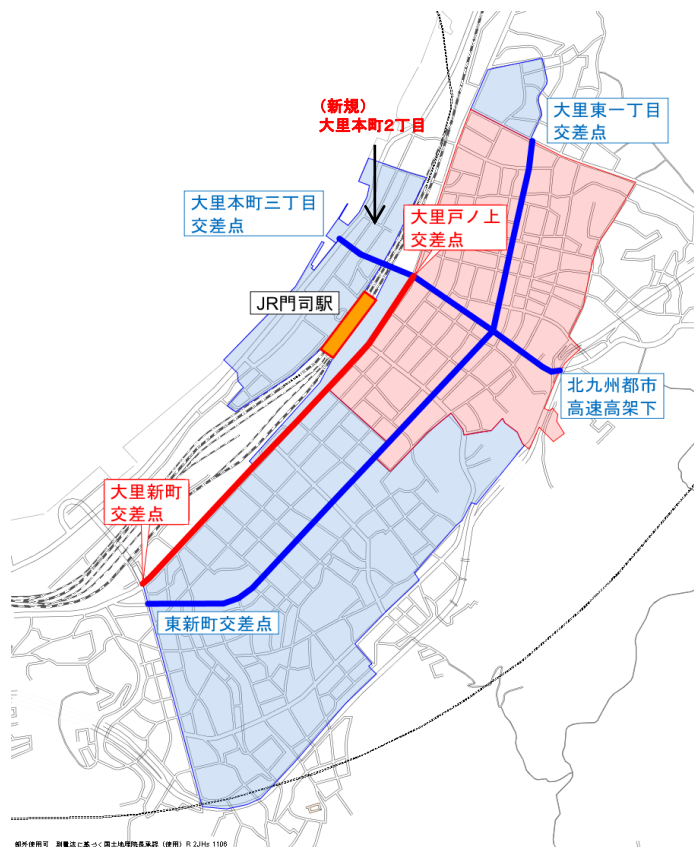 (新規)
大里本町2丁目
大里東一丁目
交差点
大里本町三丁目
交差点
大里戸ノ上
交差点
JR門司駅
北九州都市
高速高架下
大里新町
交差点
東新町交差点
部外使用可 測量法に基づく国土地理院長承認(使用)R 2JHs 1106